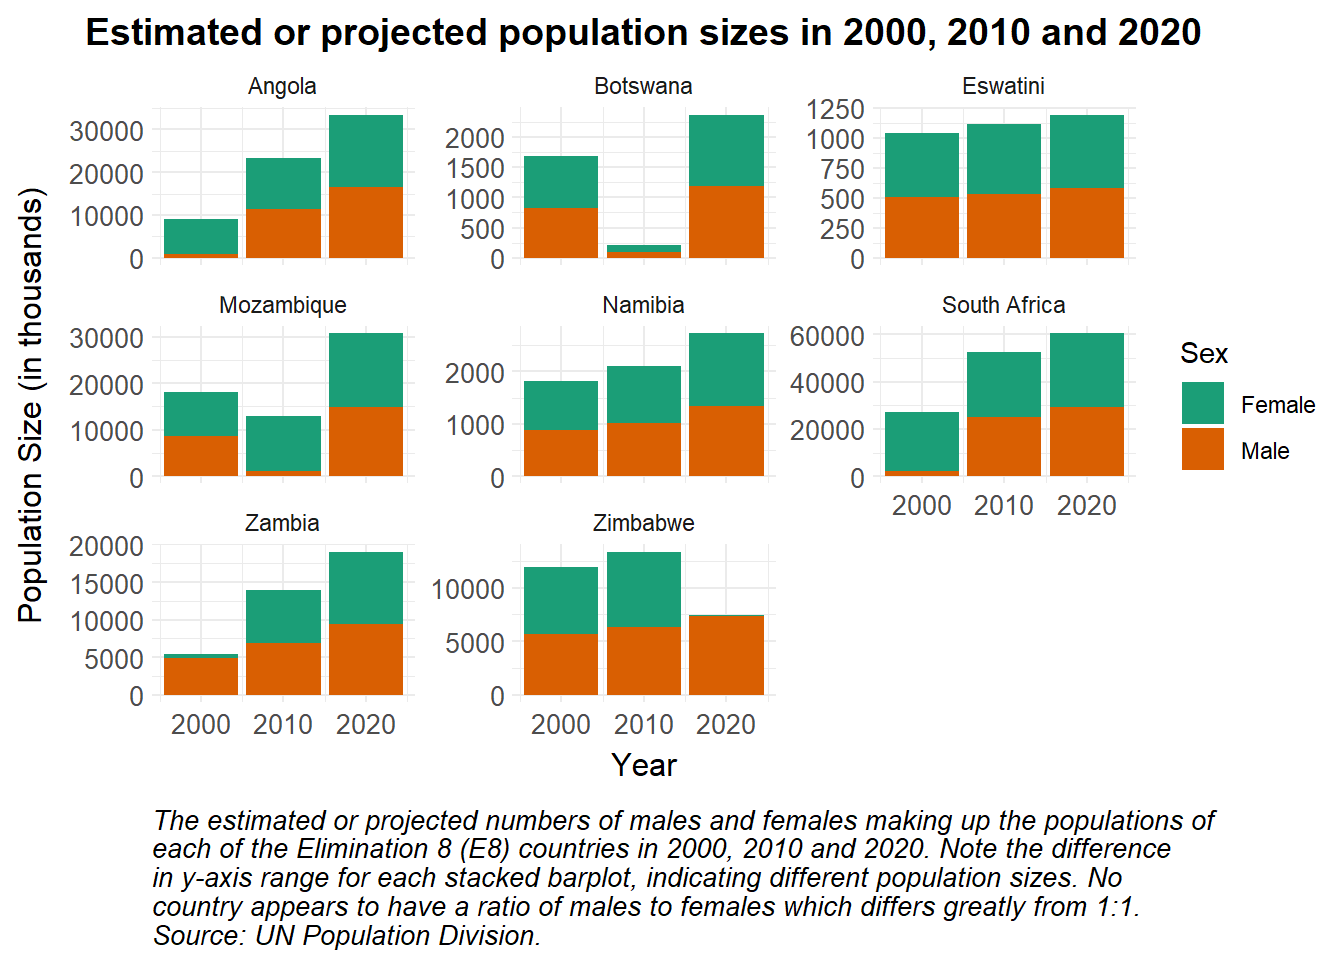 Estimated or projected population sizes in 2000, 2010 and 2020
Population Size (in thousands)
Angola
30000
20000
10000
0
Botswana
2000
1500
1000
500
0
Eswatini
1250
1000
750
500
250
0
Mozambique
30000
20000
10000
0
Namibia
2000
1000
0
South Africa
60000
40000
20000
0
2000 2010 2020
Zambia
20000
15000
10000
5000
0
2000 2010 2020
Zimbabwe
10000
5000
0
2000 2010 2020
Year
Sex
Female
Male
The estimated or projected numbers of males and females making up the populations of
each of the Elimination 8 (E8) countries in 2000, 2010 and 2020. Note the difference
in y-axis range for each stacked barplot, indicating different population sizes. No
country appears to have a ratio of males to females which differs greatly from 1:1.
Source: UN Population Division.